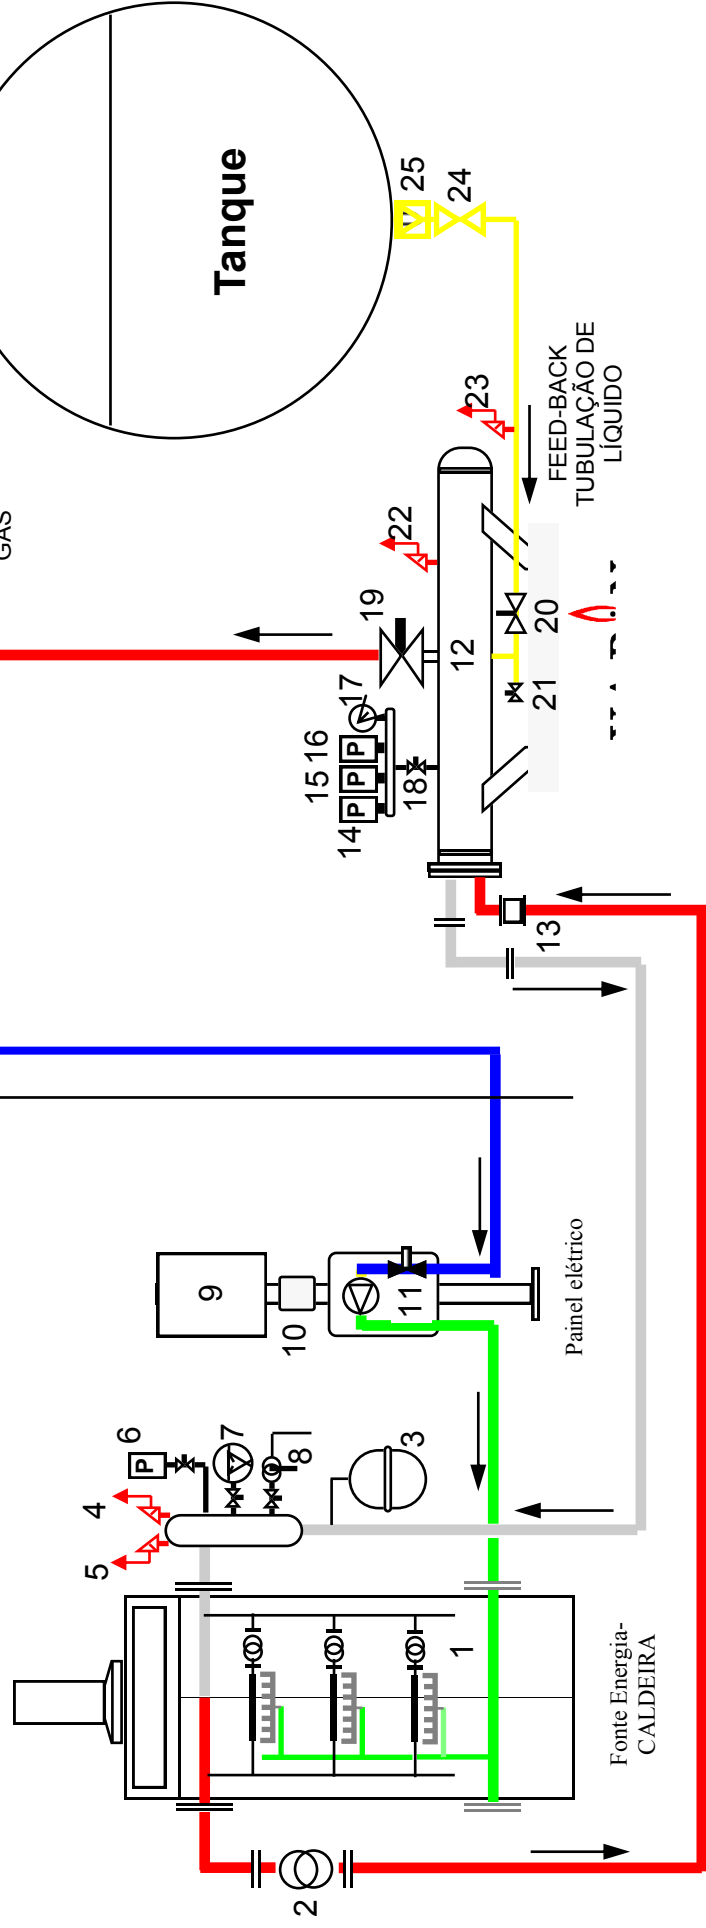 Tanque
25
24
GÁS
23
FEED-BACK
TUBULAÇÃO DE
LÍQUIDO
22
19
20
12
17
21
16
15
P
P
P
18
14
13
9
11
10
Painel elétrico
6
P
7
8
3
4
5
1
Fonte Energia-
CALDEIRA
2